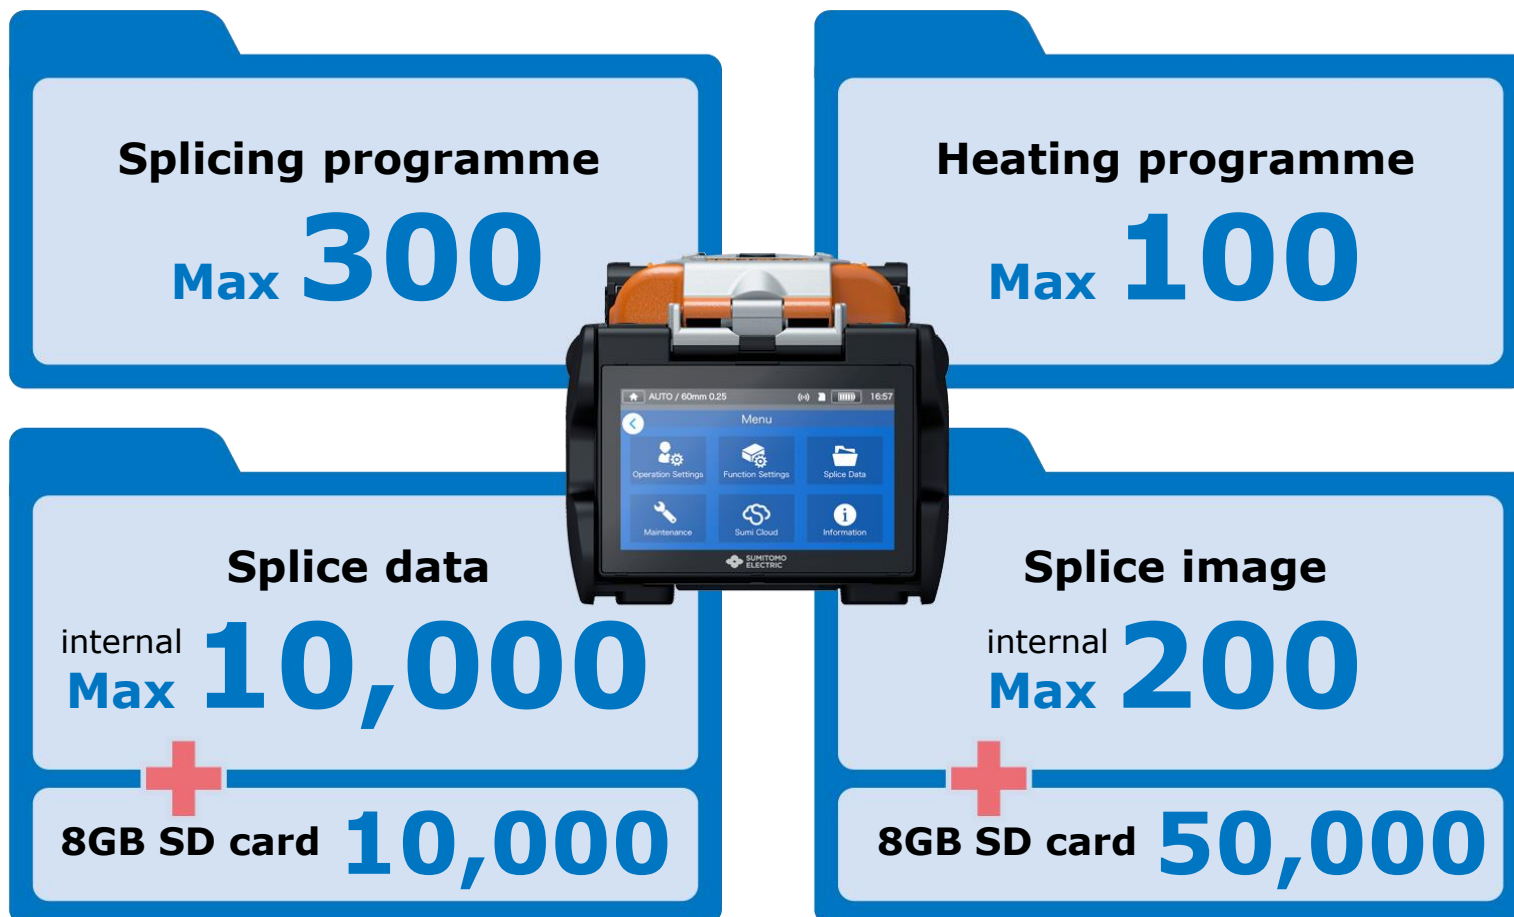 Splicing programme
Max 300
Heating programme
Max 100
AUTO / 60mm 0.25
16:57
Menu
Operation Settings
Function Settings
Splice Data
Maintenance
Sumi Cloud
Information
SUMITOMO
ELECTRIC
Splice data
internal
Max 10,000
8GB SD card 10,000
Splice image
internal
Max 200
8GB SD card 50,000